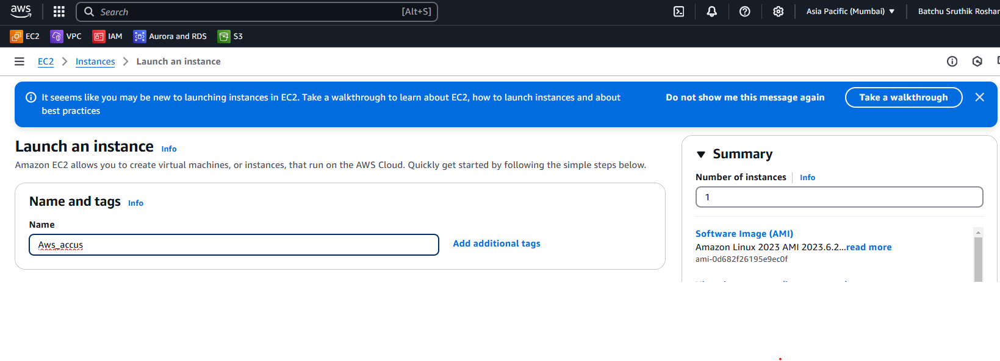 aws
Search [Alt+S]
Asia Pacific (Mumbai) ▼
Batchu Sruthik Roshan
EC2 VPC IAM Aurora and RDS S3
EC2 > Instances > Launch an instance
It seeems like you may be new to launching instances in EC2. Take a walkthrough to learn about EC2, how to launch instances and about
best practices
Do not show me this message again
Take a walkthrough
Launch an instance Info
Amazon EC2 allows you to create virtual machines, or instances, that run on the AWS Cloud. Quickly get started by following the simple steps below.
Name and tags Info
Name
Aws_accus
Add additional tags
Summary
Number of instances Info
1
Software Image (AMI)
Amazon Linux 2023 AMI 2023.6.2...read more
ami-0d682f26195e9ec0f